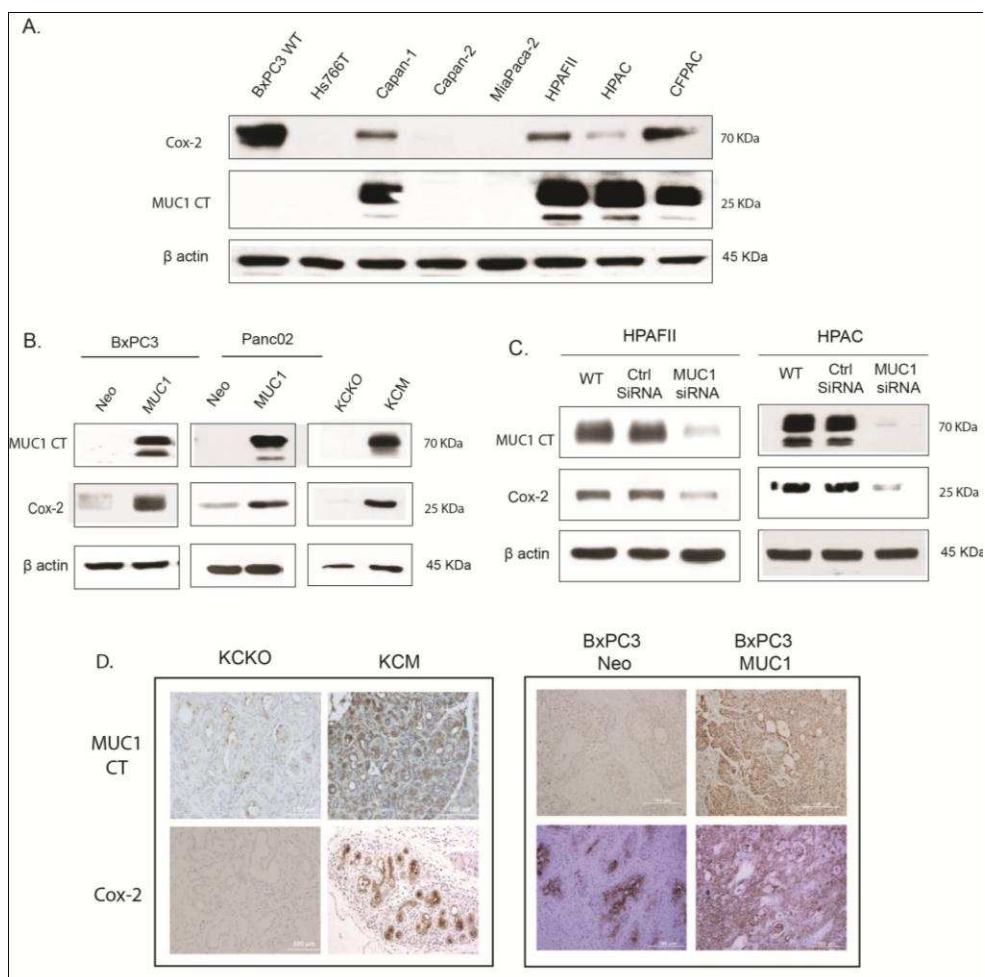 A.
BxPC3 WT Hs766T Capan-1 Capan-2 MiaPaca-2 HPAFII HPAC CFPAC
Cox-2 70 KDa
MUC1 CT 25 KDa
β actin 45 KDa
B.
BxPC3 Panc02
Neo MUC1 Neo MUC1 KCKO KCM
MUC1 CT 70 KDa
Cox-2 25 KDa
β actin 45 KDa
C.
HPAFII HPAC
WT Ctrl SiRNA MUC1 siRNA WT Ctrl SiRNA MUC1 siRNA
MUC1 CT 70 KDa
Cox-2 25 KDa
β actin 45 KDa
D.
KCKO KCM BxPC3 Neo BxPC3 MUC1
MUC1
CT
Cox-2